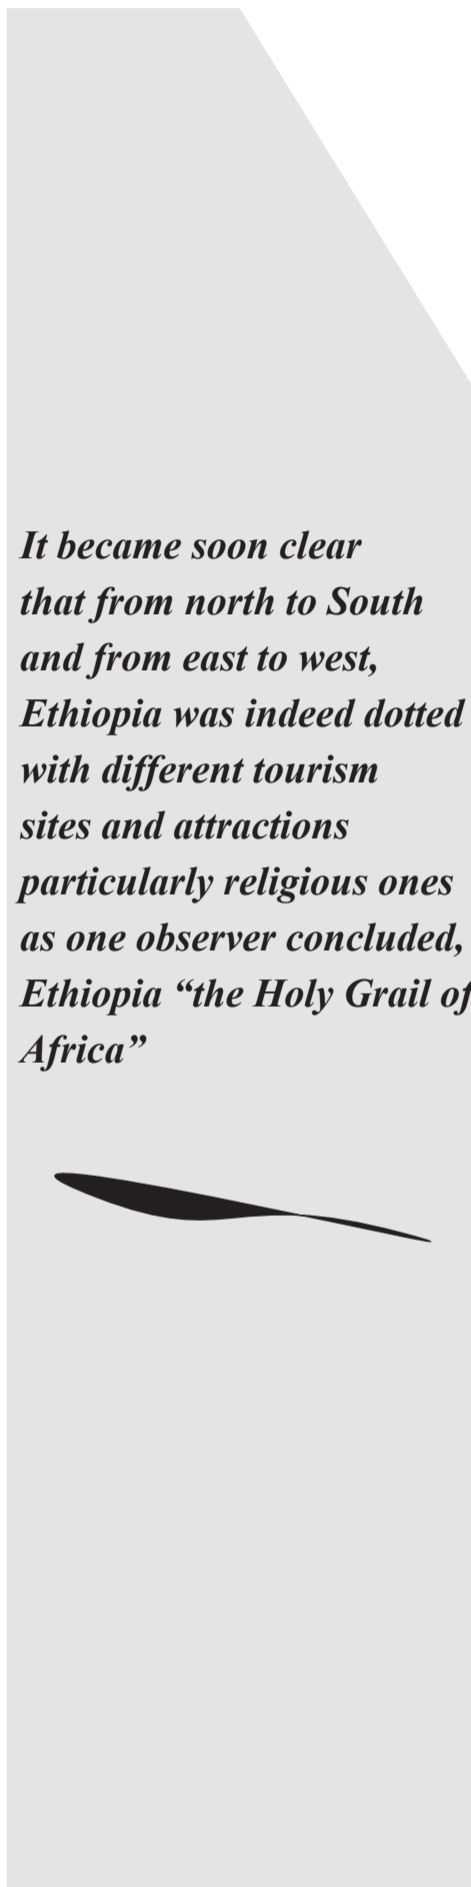 It became soon clear
that from north to South
and from east to west,
Ethiopia was indeed dotted
with different tourism
sites and attractions
particularly religious ones
as one observer concluded,
Ethiopia “the Holy Grail of
Africa”